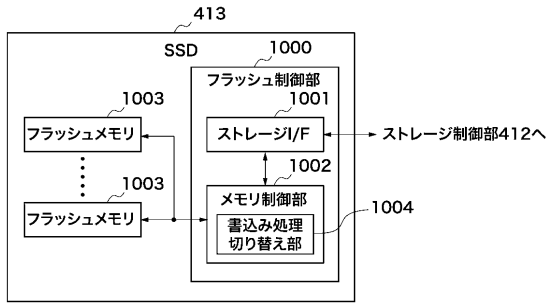 413
SSD
1000
フラッシュ制御部
1003
1001
フラッシュメモリ
ストレージI/F
ストレージ制御部412へ
1003
1002
フラッシュメモリ
メモリ制御部
書込み処理
切り替え部
1004